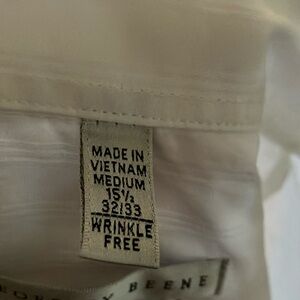 MADE IN
VIETNAM
MEDIUM
15½
32/33
WRINKLE
FREE
BEENE